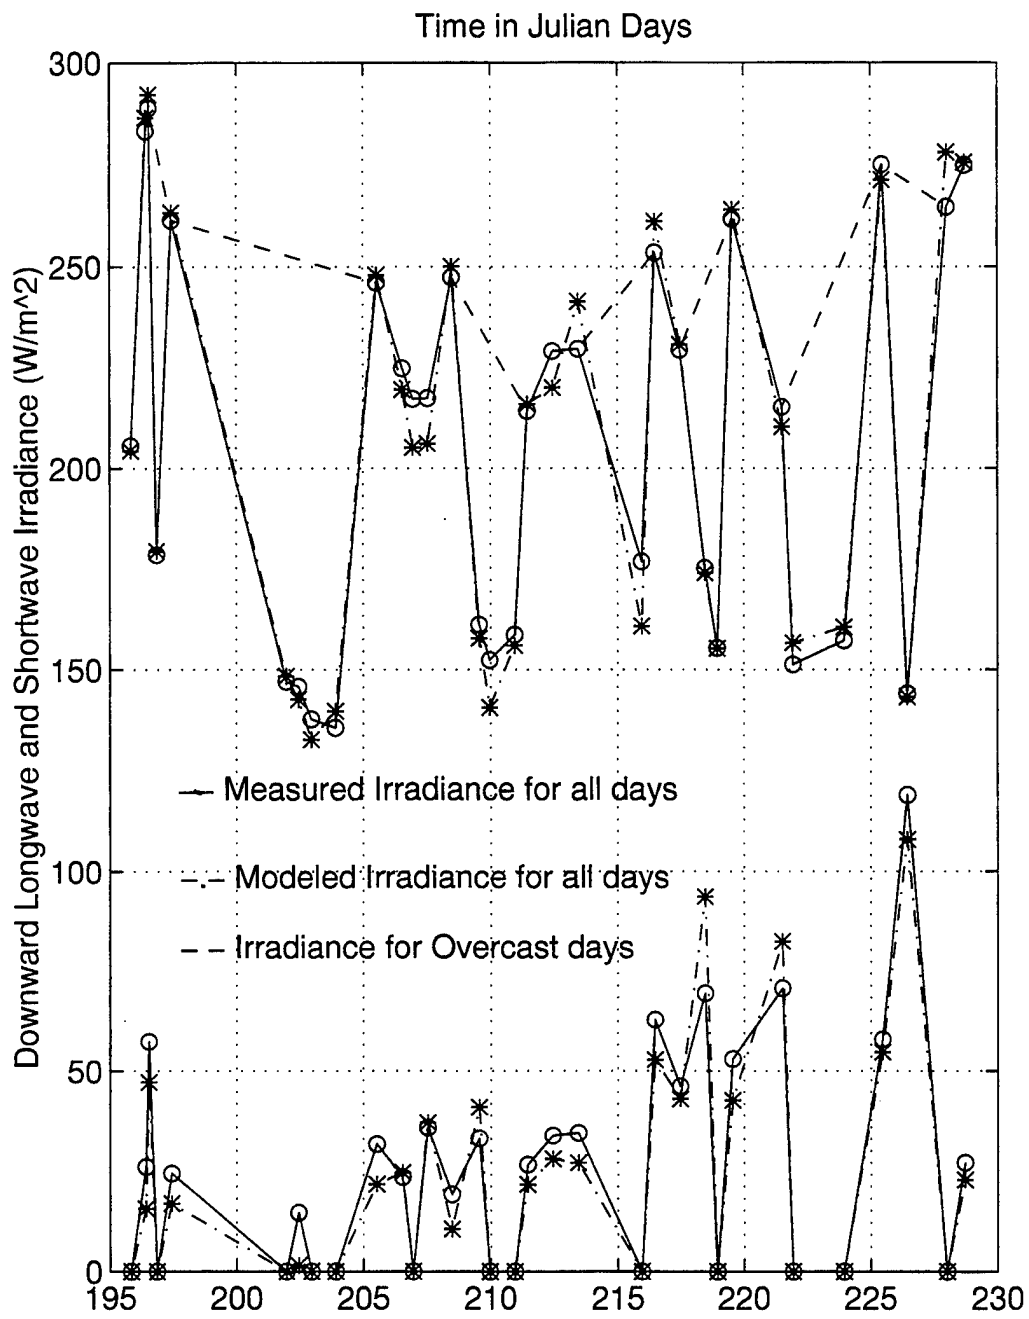 Time in Julian Days
Downward Longwave and Shortwave Irradiance (W/m^2)
300
250
200
150
100
50
0
Measured Irradiance for all days
Modeled Irradiance for all days
Irradiance for Overcast days
195 200 205 210 215 220 225 230